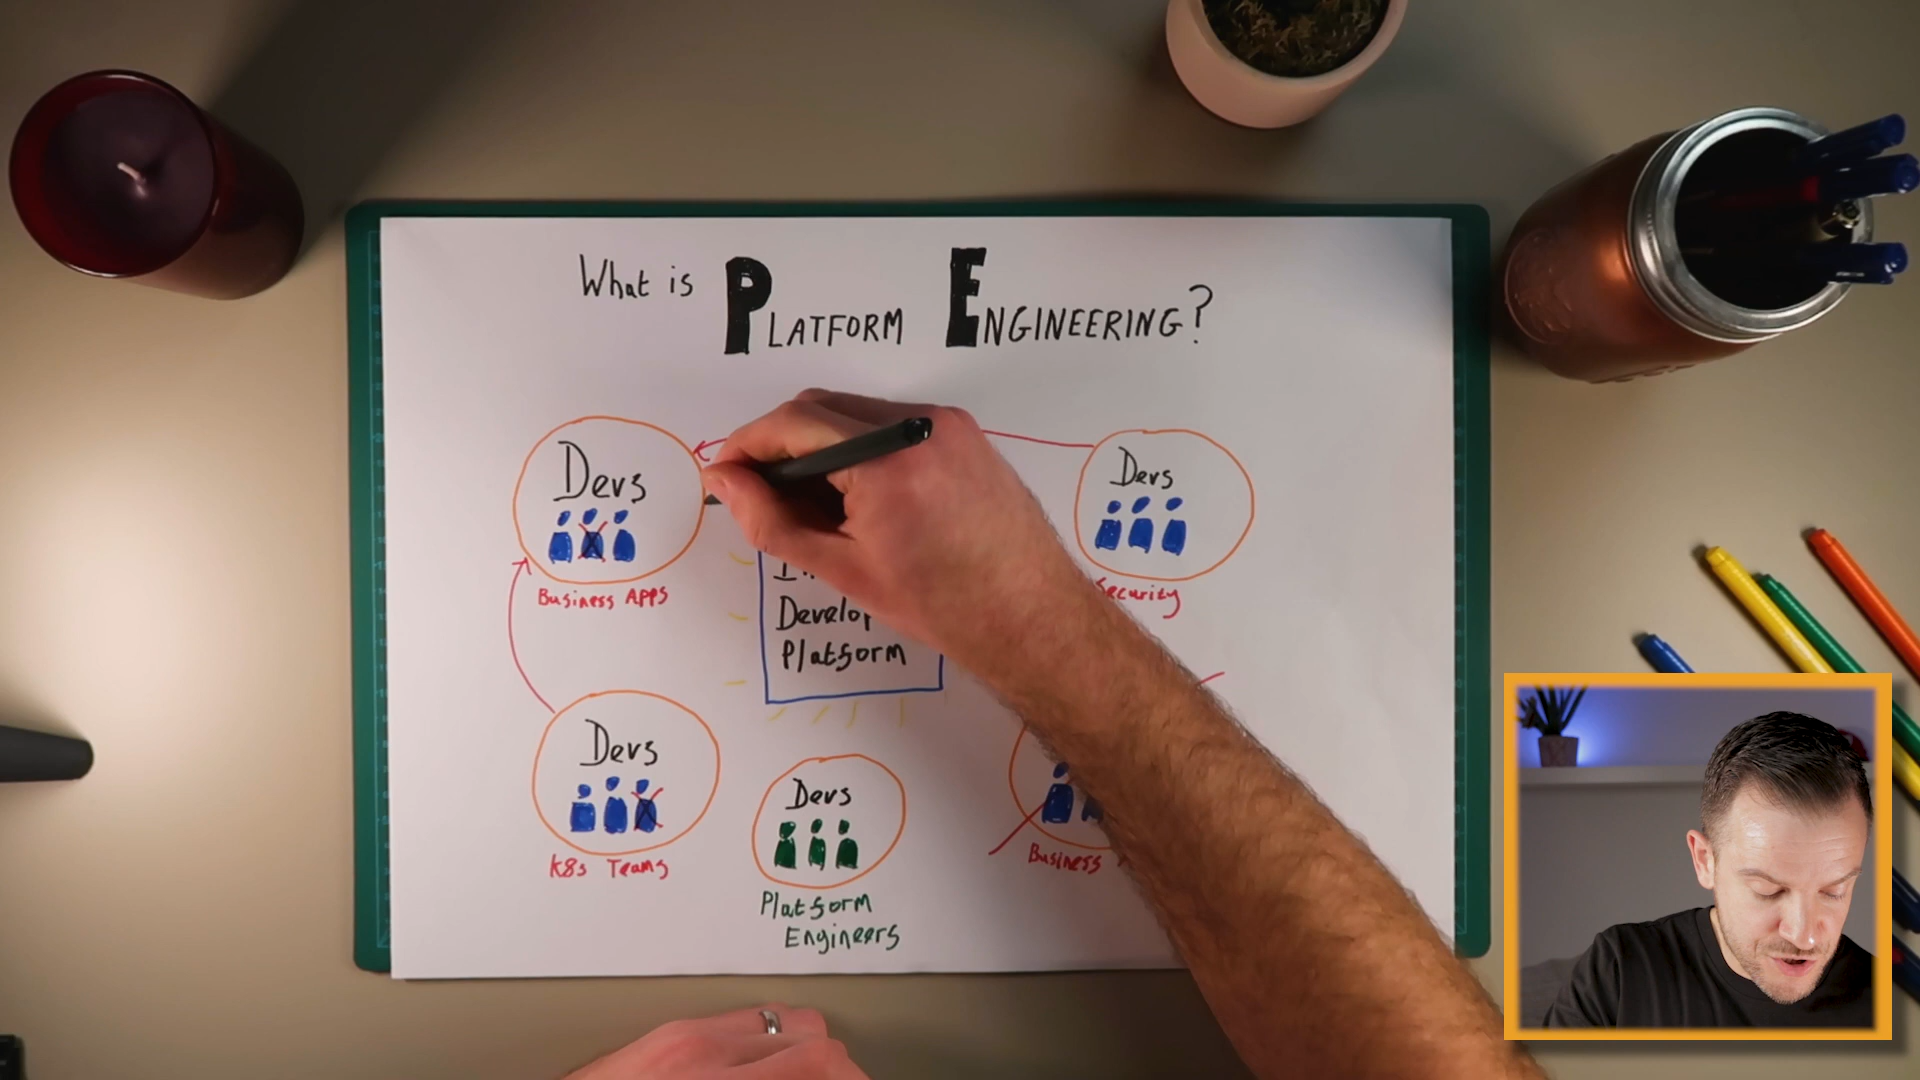 What is PLATFORM ENGINEERING?
Devs
Business Apps
Devs
Security
Develop
Platform
Devs
K8s Teams
Devs
Platform
Engineers
Business